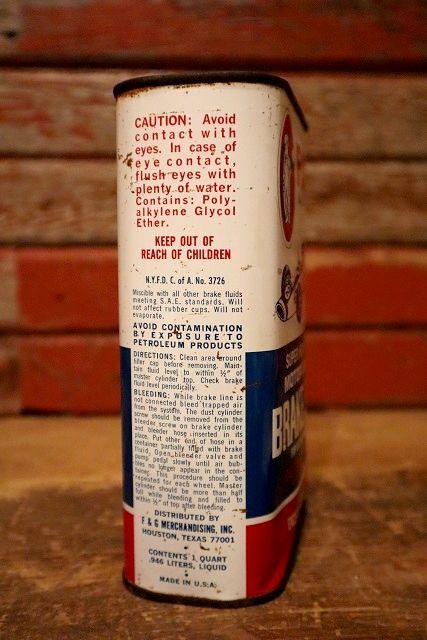 CAUTION: Avoid
contact with
eyes. In case of
eye contact,
flush eyes with
plenty of water.
Contains: Poly-
alkylene Glycol
Ether.
KEEP OUT OF
REACH OF CHILDREN
N.Y.F.D. C. of A. No. 3726
Miscible with all other brake fluids
meeting S.A.E. standards. Will
not affect rubber cups. Will not
evaporate.
AVOID CONTAMINATION
BY EXPOSURE TO
PETROLEUM PRODUCTS
DIRECTIONS: Clean area around
filler cap before removing. Main-
tain fluid level to within ½" of
master cylinder top. Check brake
fluid level periodically.
BLEEDING: While brake line is
not connected bleed trapped air
from the system. The dust cylinder
screw should be removed from the
bleeder screw on brake cylinder
and bleeder hose inserted in its
place. Put other end of hose in a
container partially filled with brake
fluid. Open bleeder valve and
pump pedal slowly until air bub-
bles no longer appear in the con-
tainer. This procedure should be
repeated for each wheel. Master
cylinder should be more than half
full while bleeding and filled to
within ½" of top after bleeding.
DISTRIBUTED BY
F & G MERCHANDISING, INC.
HOUSTON, TEXAS 77001
CONTENTS 1 QUART
.946 LITERS, LIQUID
MADE IN U.S.A.
BRAK